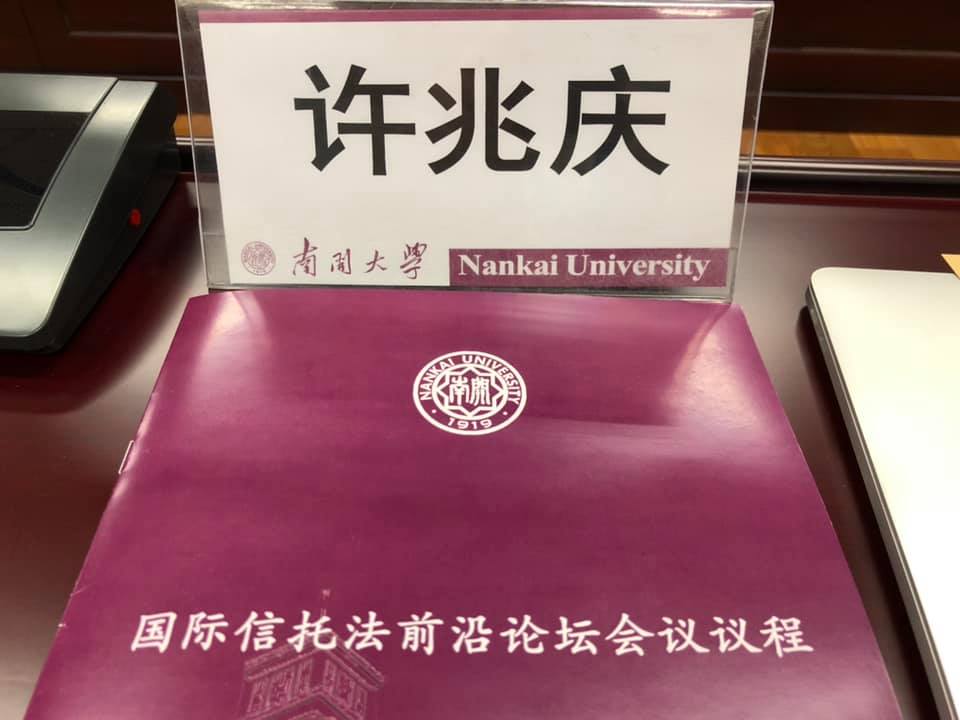 许兆庆
南開大學 Nankai University
NANKAI UNIVERSITY
南開
·1919·
国际信托法前沿论坛会议议程